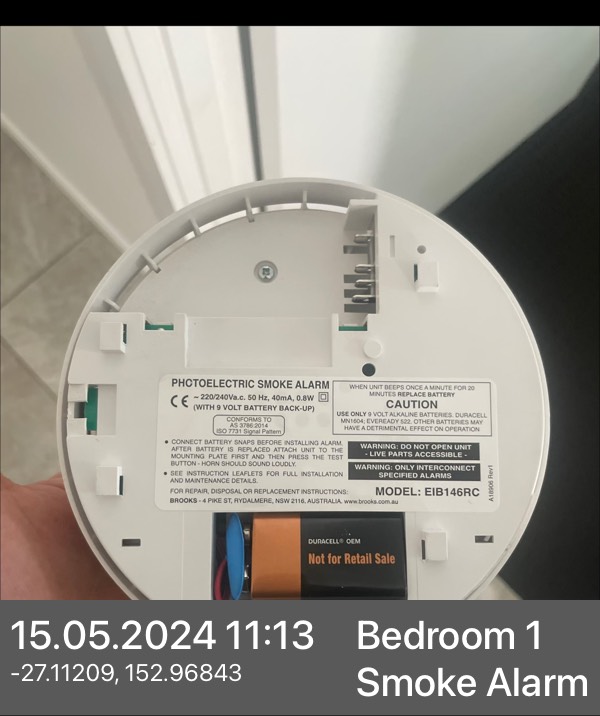 PHOTOELECTRIC SMOKE ALARM
CE ~ 220/240Va.c. 50 Hz, 40mA, 0.8W
(WITH 9 VOLT BATTERY BACK-UP)
CONFORMS TO
AS 3786:2014
ISO 7731 Signal Pattern
• CONNECT BATTERY SNAPS BEFORE INSTALLING ALARM.
AFTER BATTERY IS REPLACED ATTACH UNIT TO THE
MOUNTING PLATE FIRST AND THEN PRESS THE TEST
BUTTON - HORN SHOULD SOUND LOUDLY.
• SEE INSTRUCTION LEAFLETS FOR FULL INSTALLATION
AND MAINTENANCE DETAILS.
FOR REPAIR, DISPOSAL OR REPLACEMENT INSTRUCTIONS:
BROOKS - 4 PIKE ST, RYDALMERE, NSW 2116, AUSTRALIA. www.brooks.com.au
WHEN UNIT BEEPS ONCE A MINUTE FOR 20
MINUTES REPLACE BATTERY
CAUTION
USE ONLY 9 VOLT ALKALINE BATTERIES. DURACELL
MN1604; EVEREADY 522. OTHER BATTERIES MAY
HAVE A DETRIMENTAL EFFECT ON OPERATION
WARNING: DO NOT OPEN UNIT
- LIVE PARTS ACCESSIBLE -
WARNING: ONLY INTERCONNECT
SPECIFIED ALARMS
MODEL: EIB146RC
A18906 Rev1
DURACELL® OEM
Not for Retail Sale
15.05.2024 11:13
-27.11209, 152.96843
Bedroom 1
Smoke Alarm